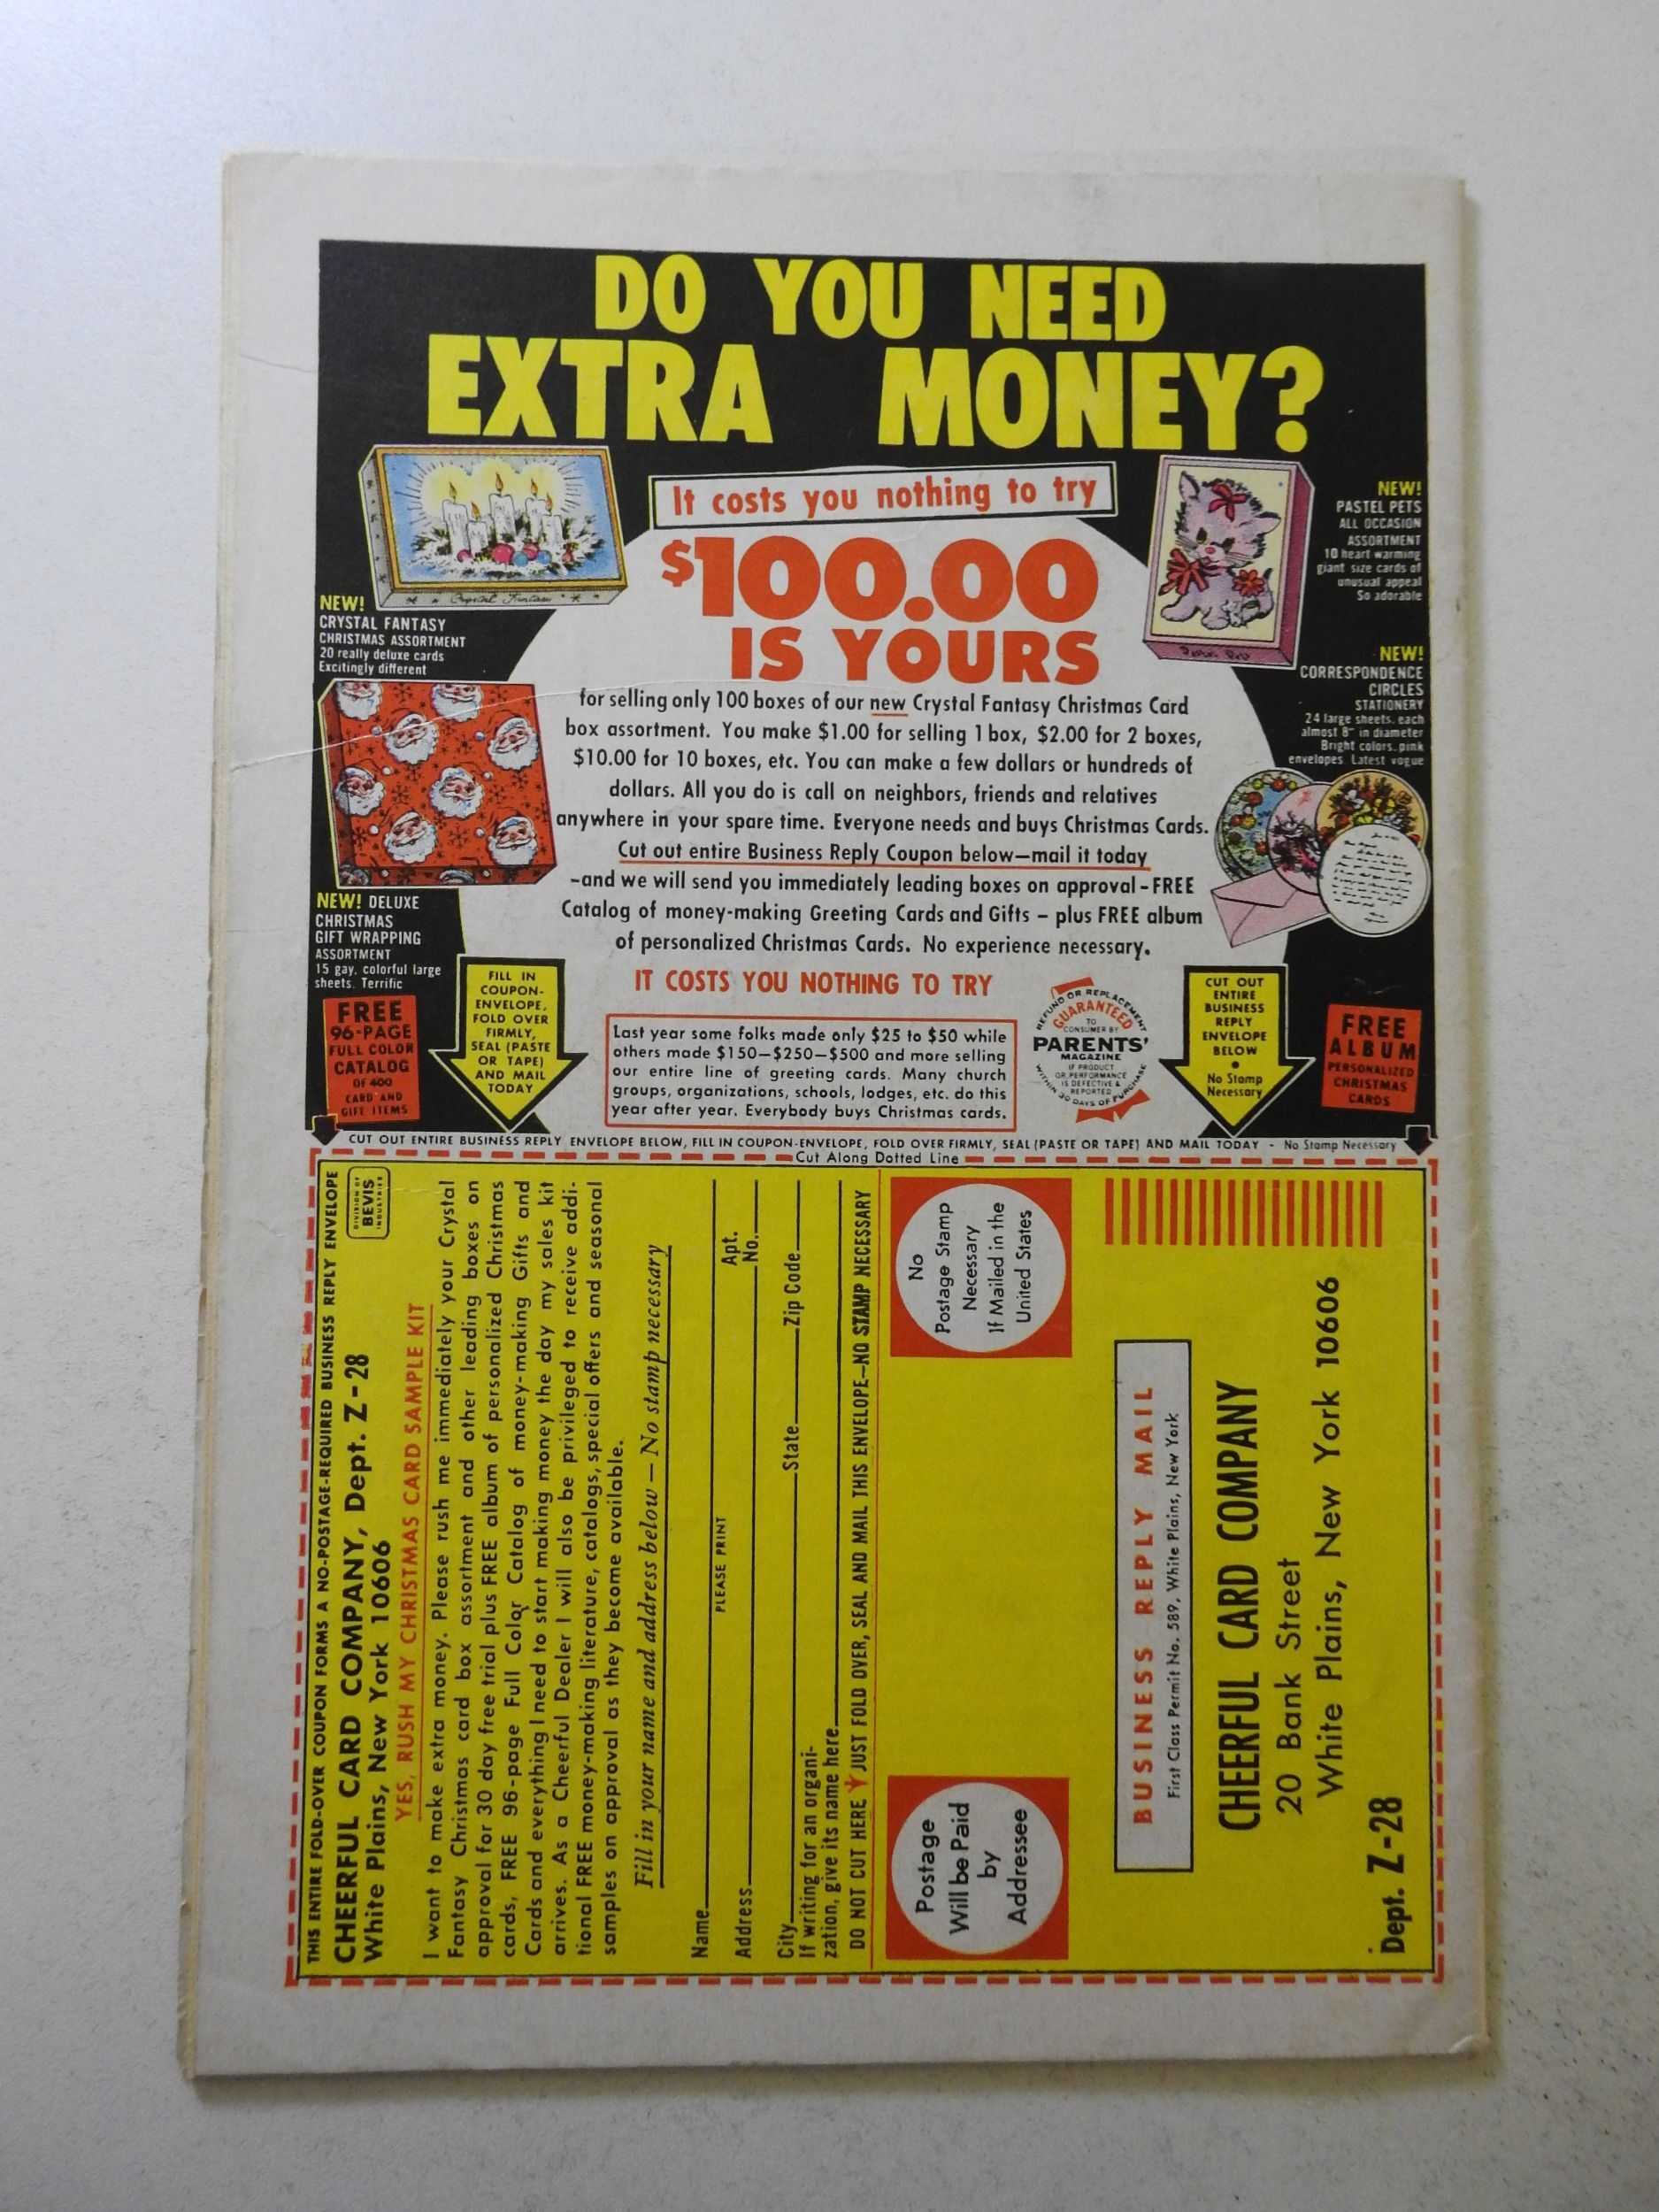 DO YOU NEED
EXTRA MONEY?
It costs you nothing to try
$100.00
IS YOURS
Crystal Fantasy
NEW!
CRYSTAL FANTASY
CHRISTMAS ASSORTMENT
20 really deluxe cards
Excitingly different
NEW!
PASTEL PETS
ALL OCCASION
ASSORTMENT
10 heart warming
giant size cards of
unusual appeal
So adorable
Pastel Pets
NEW!
CORRESPONDENCE
CIRCLES
STATIONERY
24 large sheets, each
almost 8" in diameter
Bright colors, pink
envelopes. Latest vogue
for selling only 100 boxes of our new Crystal Fantasy Christmas Card
box assortment. You make $1.00 for selling 1 box, $2.00 for 2 boxes,
$10.00 for 10 boxes, etc. You can make a few dollars or hundreds of
dollars. All you do is call on neighbors, friends and relatives
anywhere in your spare time. Everyone needs and buys Christmas Cards.
Cut out entire Business Reply Coupon below—mail it today
-and we will send you immediately leading boxes on approval - FREE
Catalog of money-making Greeting Cards and Gifts - plus FREE album
of personalized Christmas Cards. No experience necessary.
IT COSTS YOU NOTHING TO TRY
NEW! DELUXE
CHRISTMAS
GIFT WRAPPING
ASSORTMENT
15 gay, colorful large
sheets. Terrific
FREE
96-PAGE
FULL COLOR
CATALOG
OF 400
CARD AND
GIFT ITEMS
FILL IN
COUPON-
ENVELOPE,
FOLD OVER
FIRMLY,
SEAL (PASTE
OR TAPE)
AND MAIL
TODAY
Last year some folks made only $25 to $50 while
others made $150—$250—$500 and more selling
our entire line of greeting cards. Many church
groups, organizations, schools, lodges, etc. do this
year after year. Everybody buys Christmas cards.
REFUND OR REPLACEMENT
GUARANTEED
TO
CONSUMER BY
PARENTS'
MAGAZINE
IF PRODUCT
OR PERFORMANCE
IS DEFECTIVE &
REPORTED
WITHIN 30 DAYS OF PURCHASE
CUT OUT
ENTIRE
BUSINESS
REPLY
ENVELOPE
BELOW
•
No Stamp
Necessary
FREE
ALBUM
PERSONALIZED
CHRISTMAS
CARDS
CUT OUT ENTIRE BUSINESS REPLY ENVELOPE BELOW, FILL IN COUPON-ENVELOPE, FOLD OVER FIRMLY, SEAL (PASTE OR TAPE) AND MAIL TODAY - No Stamp Necessary
Cut Along Dotted Line
THIS ENTIRE FOLD-OVER COUPON FORMS A NO-POSTAGE-REQUIRED BUSINESS REPLY ENVELOPE
CHEERFUL CARD COMPANY, Dept. Z-28
White Plains, New York 10606
DIVISION OF
BEVIS
INDUSTRIES
YES, RUSH MY CHRISTMAS CARD SAMPLE KIT
I want to make extra money. Please rush me immediately your Crystal
Fantasy Christmas card box assortment and other leading boxes on
approval for 30 day free trial plus FREE album of personalized Christmas
cards, FREE 96-page Full Color Catalog of money-making Gifts and
Cards and everything I need to start making money the day my sales kit
arrives. As a Cheerful Dealer I will also be privileged to receive addi-
tional FREE money-making literature, catalogs, special offers and seasonal
samples on approval as they become available.
Fill in your name and address below — No stamp necessary
Name
PLEASE PRINT
Address Apt. No.
City State Zip Code
If writing for an organi-
zation, give its name here
DO NOT CUT HERE JUST FOLD OVER, SEAL AND MAIL THIS ENVELOPE—NO STAMP NECESSARY
Postage
Will be Paid
by
Addressee
No
Postage Stamp
Necessary
If Mailed in the
United States
BUSINESS REPLY MAIL
First Class Permit No. 589, White Plains, New York
CHEERFUL CARD COMPANY
20 Bank Street
White Plains, New York 10606
Dept. Z-28